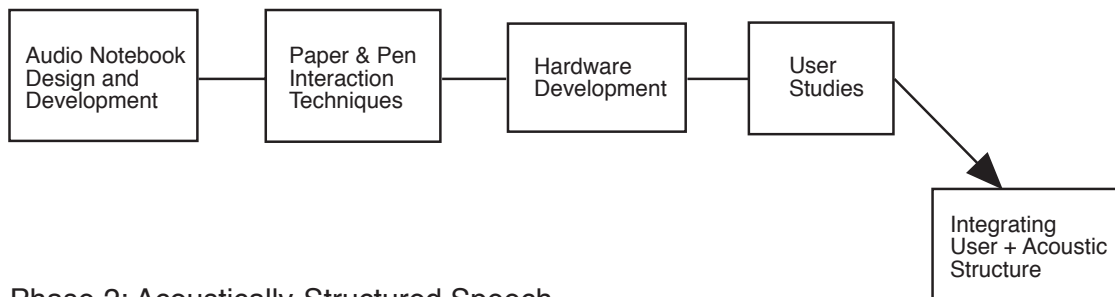 Audio Notebook
Design and
Development
Paper & Pen
Interaction
Techniques
Hardware
Development
User
Studies
Integrating
User + Acoustic
Structure
Phase 2: Acoustically Structured Speech